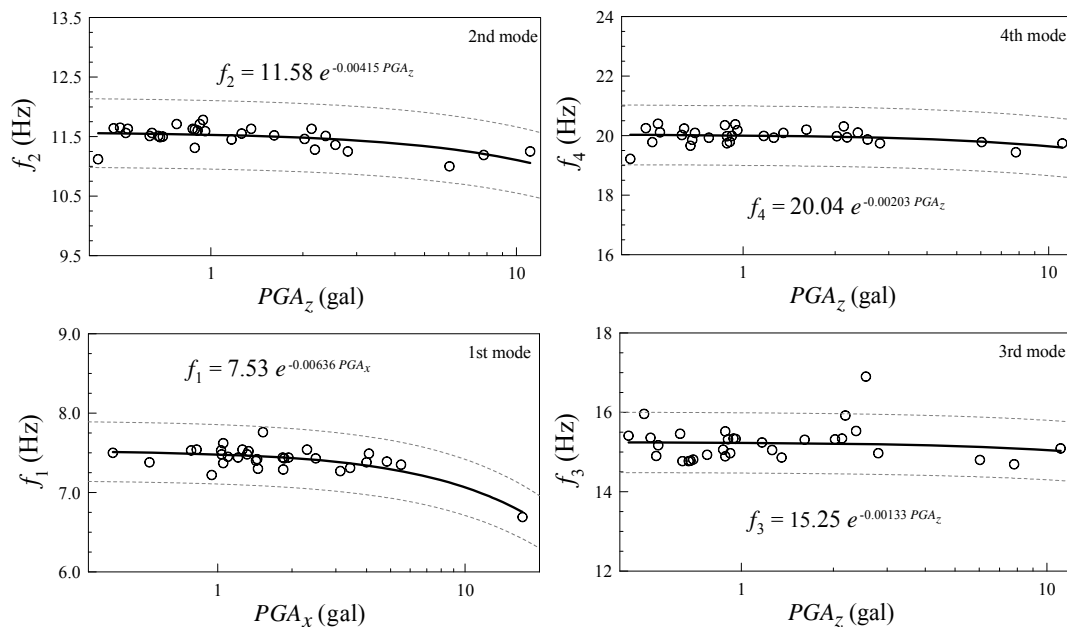 13.5
12.5
11.5
10.5
9.5
f2 (Hz)
2nd mode
f2 = 11.58 e-0.00415 PGAz
1
10
PGAz (gal)
24
22
20
18
16
f4 (Hz)
4th mode
f4 = 20.04 e-0.00203 PGAz
1
10
PGAz (gal)
9.0
8.0
7.0
6.0
f1 (Hz)
1st mode
f1 = 7.53 e-0.00636 PGAx
1
10
PGAx (gal)
18
16
14
12
f3 (Hz)
3rd mode
f3 = 15.25 e-0.00133 PGAz
1
10
PGAz (gal)